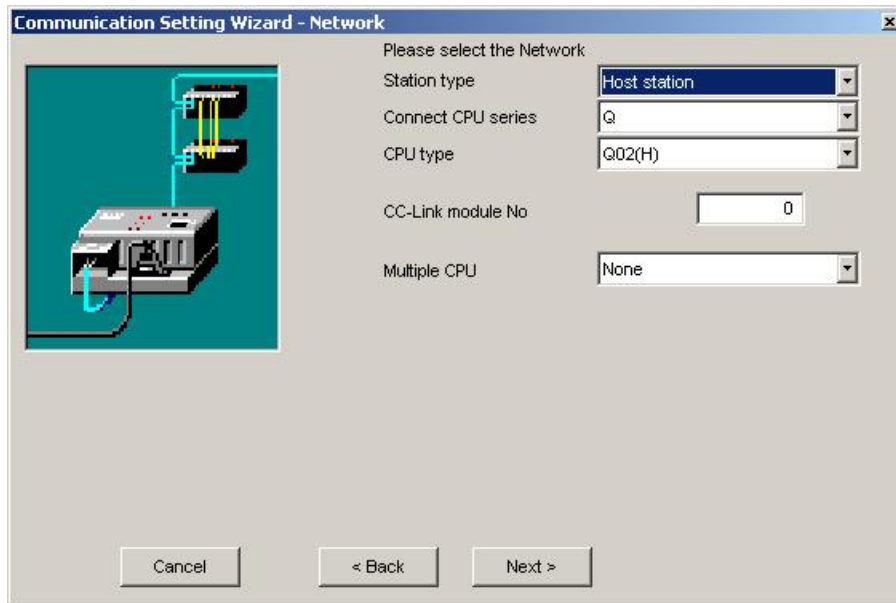 Communication Setting Wizard - Network
Please select the Network
Station type Host station
Connect CPU series Q
CPU type Q02(H)
CC-Link module No 0
Multiple CPU None
Cancel < Back Next >